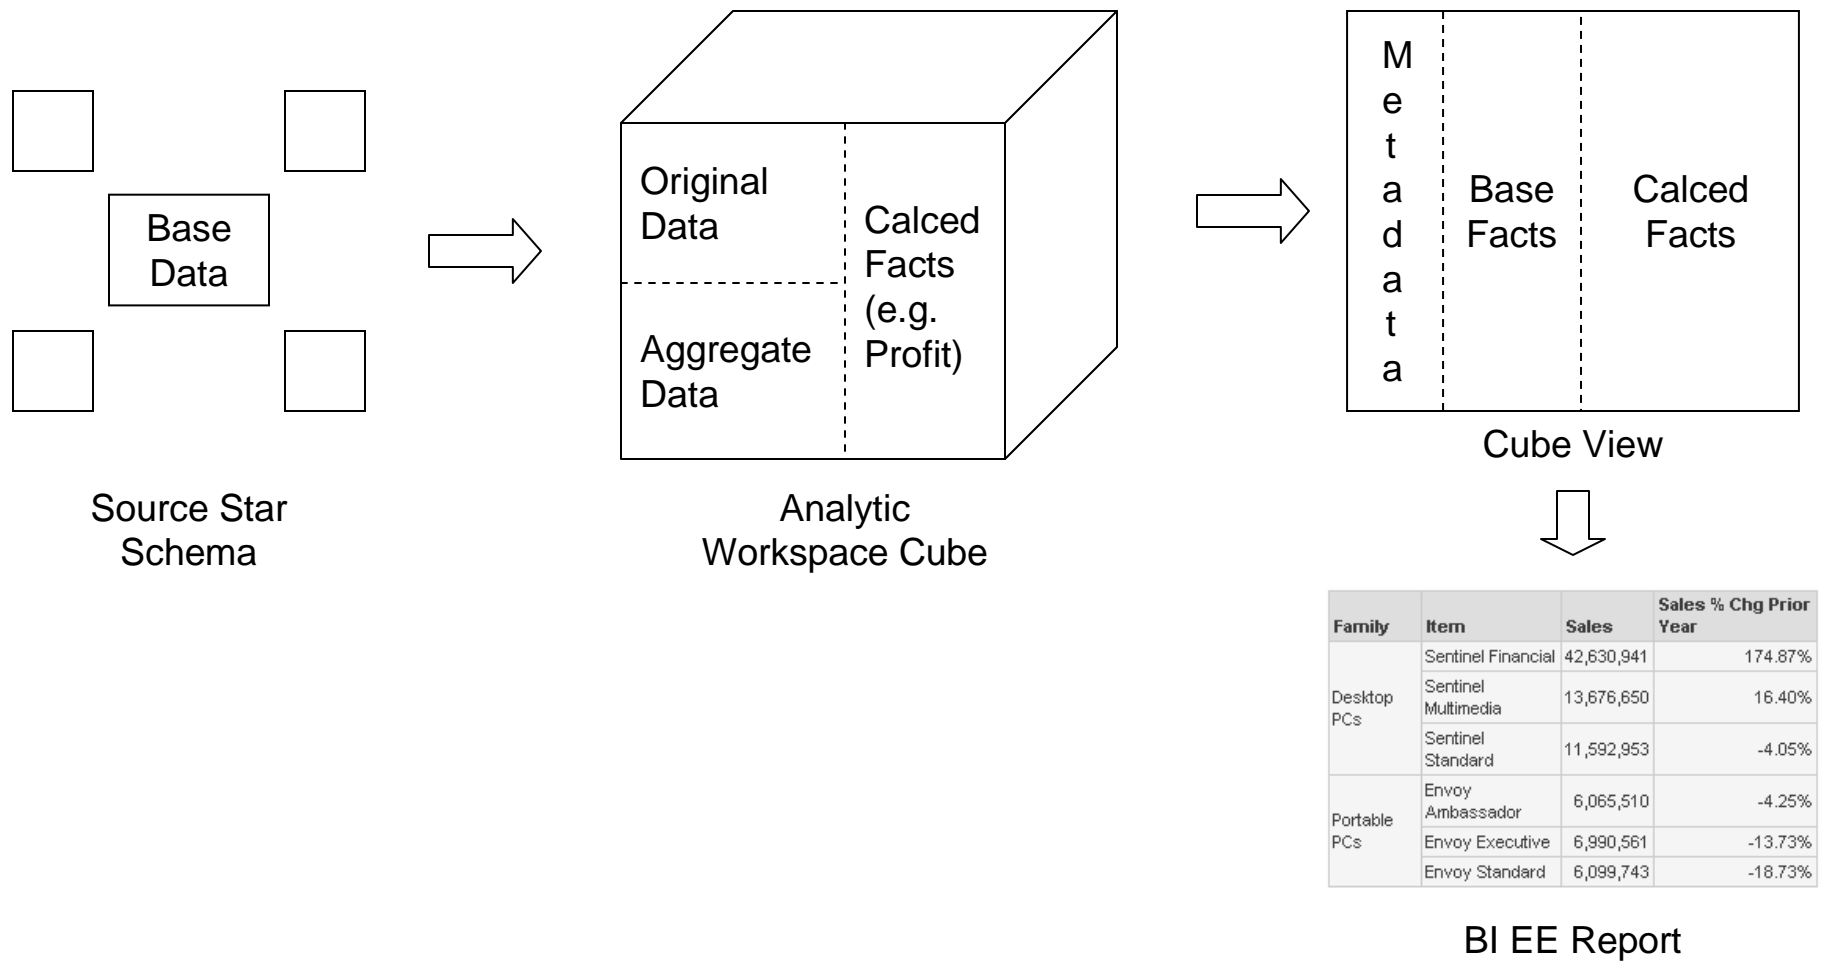 Base
Data
Source Star
Schema
Original
Data
Aggregate
Data
Calced
Facts
(e.g.
Profit)
Analytic
Workspace Cube
M
e
t
a
d
a
t
a
Base
Facts
Calced
Facts
Cube View
Family Item Sales Sales % Chg Prior
Year
Desktop
PCs
Sentinel Financial 42,630,941 174.87%
Sentinel
Multimedia 13,676,650 16.40%
Sentinel
Standard 11,592,953 -4.05%
Portable
PCs
Envoy
Ambassador 6,065,510 -4.25%
Envoy Executive 6,990,561 -13.73%
Envoy Standard 6,099,743 -18.73%
BI EE Report